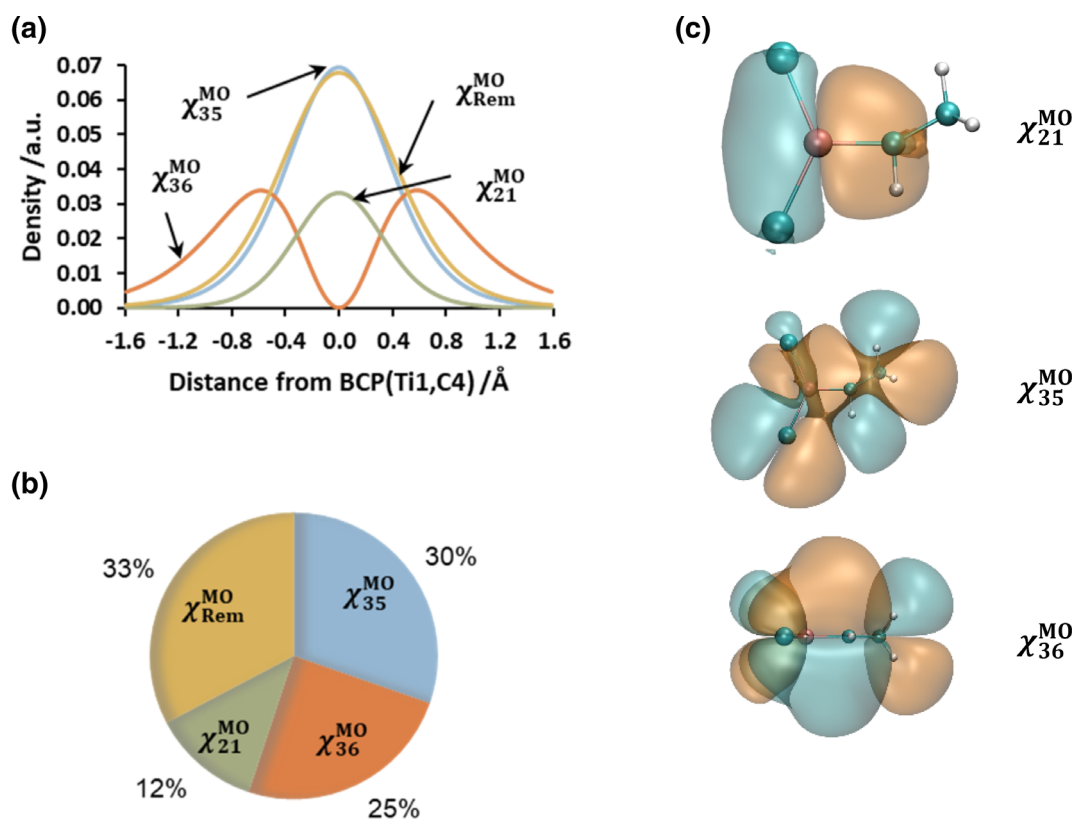 (a)
0.07
0.06
0.05
0.04
0.03
0.02
0.01
0.00
Density /a.u.
χ35MO
χRemMO
χ36MO
χ21MO
-1.6 -1.2 -0.8 -0.4 0.0 0.4 0.8 1.2 1.6
Distance from BCP(Ti1,C4) /Å
(b)
33%
30%
χRemMO
χ35MO
χ21MO
χ36MO
12%
25%
(c)
χ21MO
χ35MO
χ36MO